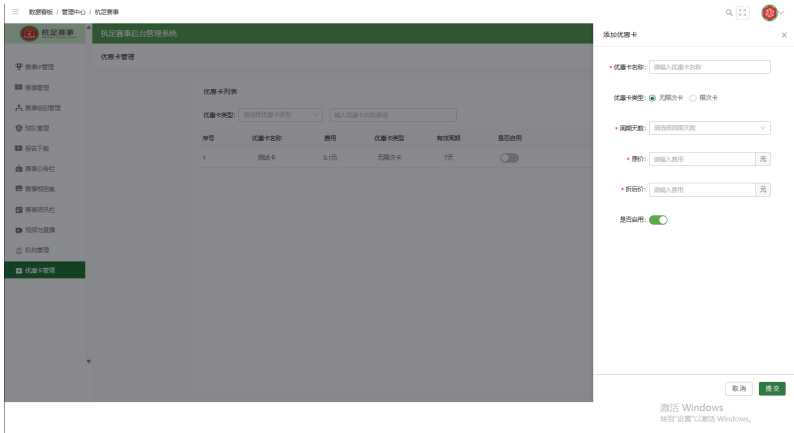 数据看板 / 管理中心 / 杭足赛事
杭足赛事
杭足赛事后台管理系统
优惠卡管理
赛事IP管理
赛事管理
赛事组别管理
球队管理
报告下载
赛事公告栏
赛事相册集
赛事资讯栏
视频与直播
机构管理
优惠卡管理
优惠卡列表
优惠卡类型: 请选择优惠卡类型 输入优惠卡名称查询
序号 优惠卡名称 费用 优惠卡类型 有效周期 是否启用
1 测试卡 0.1元 无限次卡 7天
添加优惠卡 X
* 优惠卡名称: 请输入优惠卡名称
优惠卡类型: 无限次卡 限次卡
* 周期天数: 请选择周期天数
* 原价: 请输入费用 元
* 折后价: 请输入费用 元
是否启用:
取 消 提 交
激活 Windows
转到"设置"以激活 Windows。